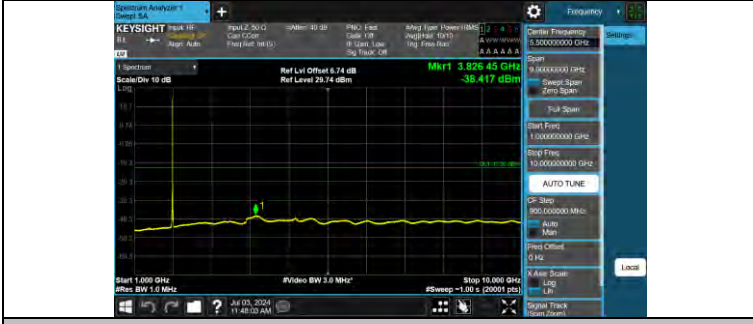 Spectrum Analyzer 1
Swept SA
+
Frequency
KEYSIGHT Input: RF
Input Z: 50 Ω
#Atten: 40 dB
PNO: Fast
#Avg Type: Power (RMS)
Align: Auto
Freq Ref: Int (S)
Gate: Off
Avg|Hold: 10/10
IF Gain: Low
Trig: Free Run
Sig Track: Off
A A A A A A
1 Spectrum
Scale/Div 10 dB
Log
Ref Lvl Offset 6.74 dB
Ref Level 29.74 dBm
Mkr1 3.826 45 GHz
-38.417 dBm
1
Start 1.000 GHz
#Res BW 1.0 MHz
#Video BW 3.0 MHz*
Stop 10.000 GHz
#Sweep ~1.00 s (20001 pts)
Jul 03, 2024
11:48:03 AM
Center Frequency
5.500000000 GHz
Settings
Span
9.00000000 GHz
Swept Span
Zero Span
Full Span
Start Freq
1.000000000 GHz
Stop Freq
10.000000000 GHz
AUTO TUNE
CF Step
900.000000 MHz
Auto
Man
Freq Offset
0 Hz
X Axis Scale
Log
Lin
Local
Signal Track
(Span Zoom)